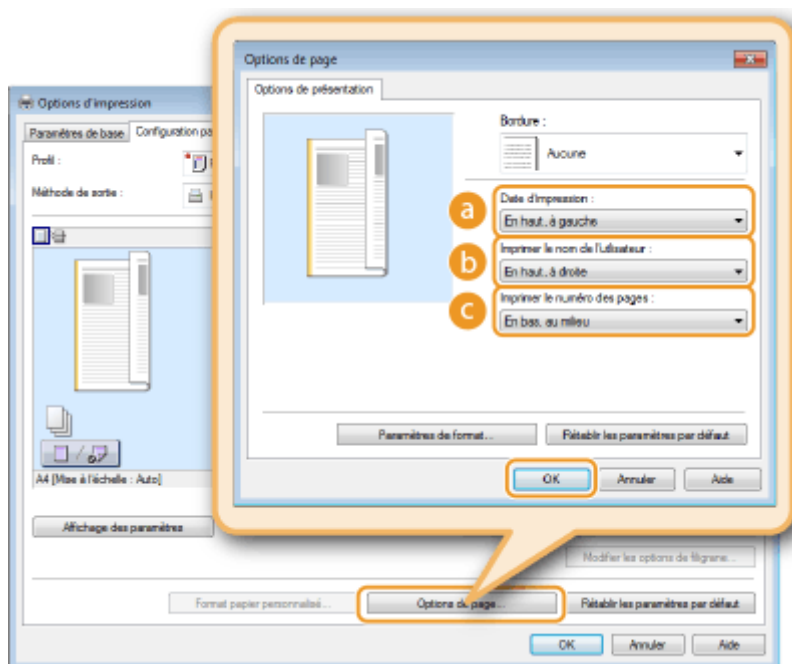 Options de page
Options de présentation
Bordure :
Aucune
a
Date d'impression :
En haut. à gauche
b
Imprimer le nom de l'utilisateur :
En haut. à droite
c
Imprimer le numéro des pages :
En bas. au milieu
Paramètres de format...
Rétablir les paramètres par défaut
OK
Annuler
Aide
Options d'impression
Paramètres de base
Configuration pa
Profil :
Méthode de sortie :
A4 [Mise à l'échelle : Auto]
Affichage des paramètres
Modifier les options de filigrane...
Format papier personnalisé...
Options de page...
Rétablir les paramètres par défaut
OK
Annuler
Aide